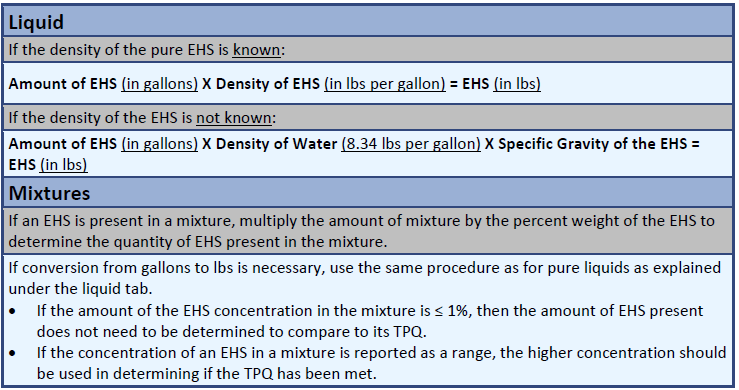 Liquid
If the density of the pure EHS is known:
Amount of EHS (in gallons) X Density of EHS (in lbs per gallon) = EHS (in lbs)
If the density of the EHS is not known:
Amount of EHS (in gallons) X Density of Water (8.34 lbs per gallon) X Specific Gravity of the EHS =
EHS (in lbs)
Mixtures
If an EHS is present in a mixture, multiply the amount of mixture by the percent weight of the EHS to
determine the quantity of EHS present in the mixture.
If conversion from gallons to lbs is necessary, use the same procedure as for pure liquids as explained
under the liquid tab.
• If the amount of the EHS concentration in the mixture is ≤ 1%, then the amount of EHS present
does not need to be determined to compare to its TPQ.
• If the concentration of an EHS in a mixture is reported as a range, the higher concentration should
be used in determining if the TPQ has been met.